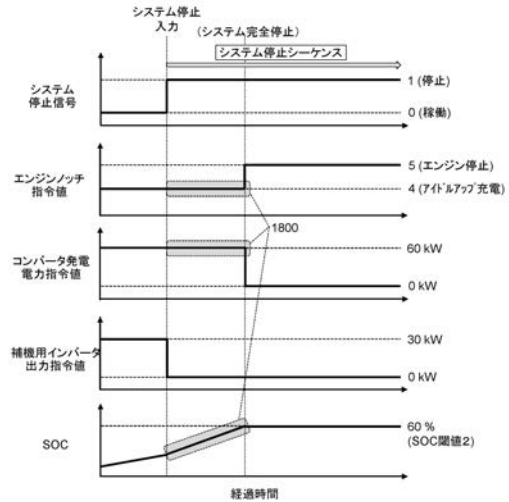 システム停止
入力
(システム完全停止)
システム停止シーケンス
システム
停止信号
1 (停止)
0 (稼働)
エンジンノッチ
指令値
5 (エンジン停止)
4 (アイドルアップ充電)
1800
コンバータ発電
電力指令値
60 kW
0 kW
補機用インバータ
出力指令値
30 kW
0 kW
SOC
60 %
(SOC閾値2)
経過時間